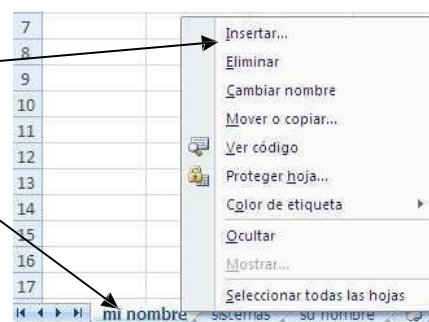 7
8
9
10
11
12
13
14
15
16
17
Insertar...
Eliminar
Cambiar nombre
Mover o copiar...
Ver código
Proteger hoja...
Color de etiqueta
Ocultar
Mostrar...
Seleccionar todas las hojas
mi nombre sistemas su nombre